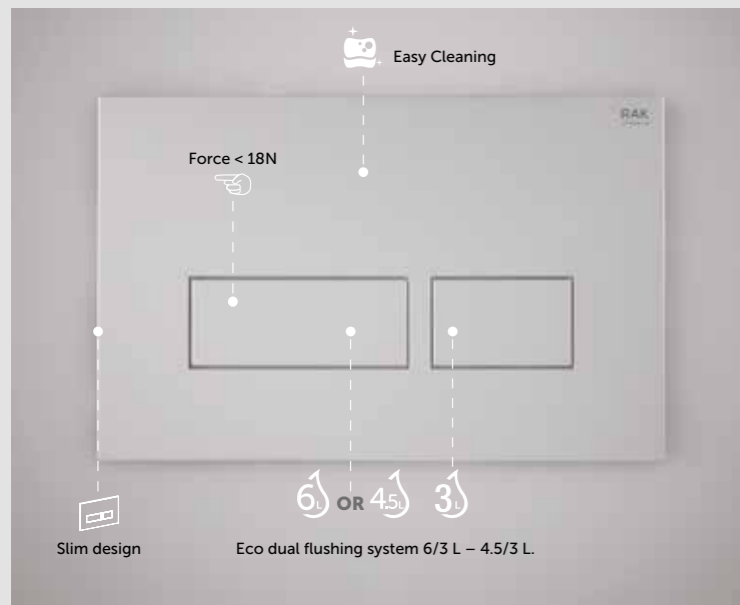 Easy Cleaning
RAK
Force < 18N
6L OR 4.5L 3L
Slim design
Eco dual flushing system 6/3 L – 4.5/3 L.